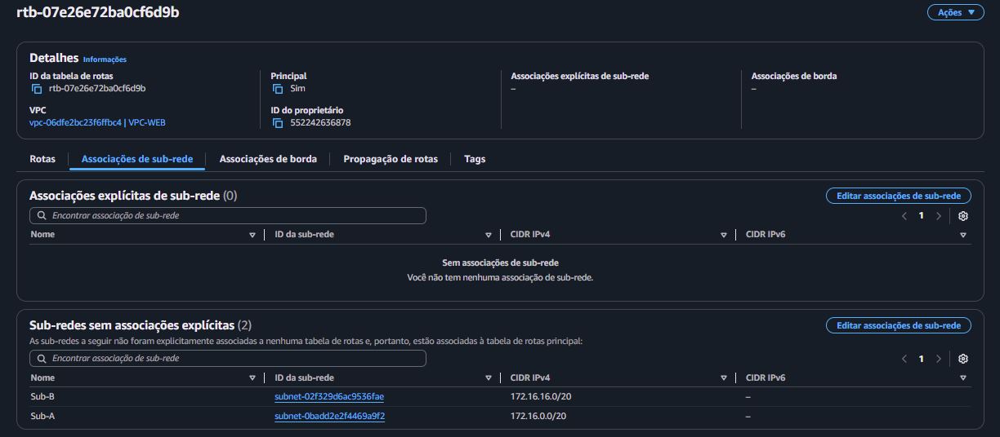 rtb-07e26e72ba0cf6d9b
Ações
Detalhes Informações
ID da tabela de rotas
rtb-07e26e72ba0cf6d9b
Principal
Sim
Associações explícitas de sub-rede
–
Associações de borda
–
VPC
vpc-06dfe2bc23f6ffbc4 | VPC-WEB
ID do proprietário
552242636878
Rotas Associações de sub-rede Associações de borda Propagação de rotas Tags
Associações explícitas de sub-rede (0)
Editar associações de sub-rede
Encontrar associação de sub-rede
1
Nome ID da sub-rede CIDR IPv4 CIDR IPv6
Sem associações de sub-rede
Você não tem nenhuma associação de sub-rede.
Sub-redes sem associações explícitas (2)
Editar associações de sub-rede
As sub-redes a seguir não foram explicitamente associadas a nenhuma tabela de rotas e, portanto, estão associadas à tabela de rotas principal:
Encontrar associação de sub-rede
1
Nome ID da sub-rede CIDR IPv4 CIDR IPv6
Sub-B subnet-02f329d6ac9536fae 172.16.16.0/20 –
Sub-A subnet-0badd2e2f4469a9f2 172.16.0.0/20 –